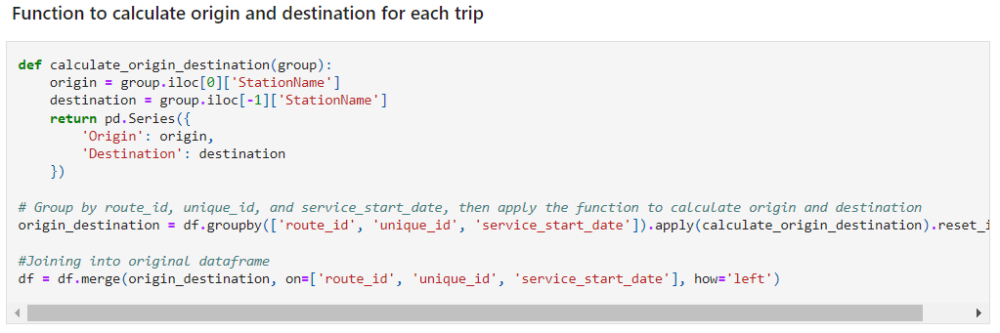 Function to calculate origin and destination for each trip
def calculate_origin_destination(group):
    origin = group.iloc[0]['StationName']
    destination = group.iloc[-1]['StationName']
    return pd.Series({
        'Origin': origin,
        'Destination': destination
    })
# Group by route_id, unique_id, and service_start_date, then apply the function to calculate origin and destination
origin_destination = df.groupby(['route_id', 'unique_id', 'service_start_date']).apply(calculate_origin_destination).reset_i
#Joining into original dataframe
df = df.merge(origin_destination, on=['route_id', 'unique_id', 'service_start_date'], how='left')